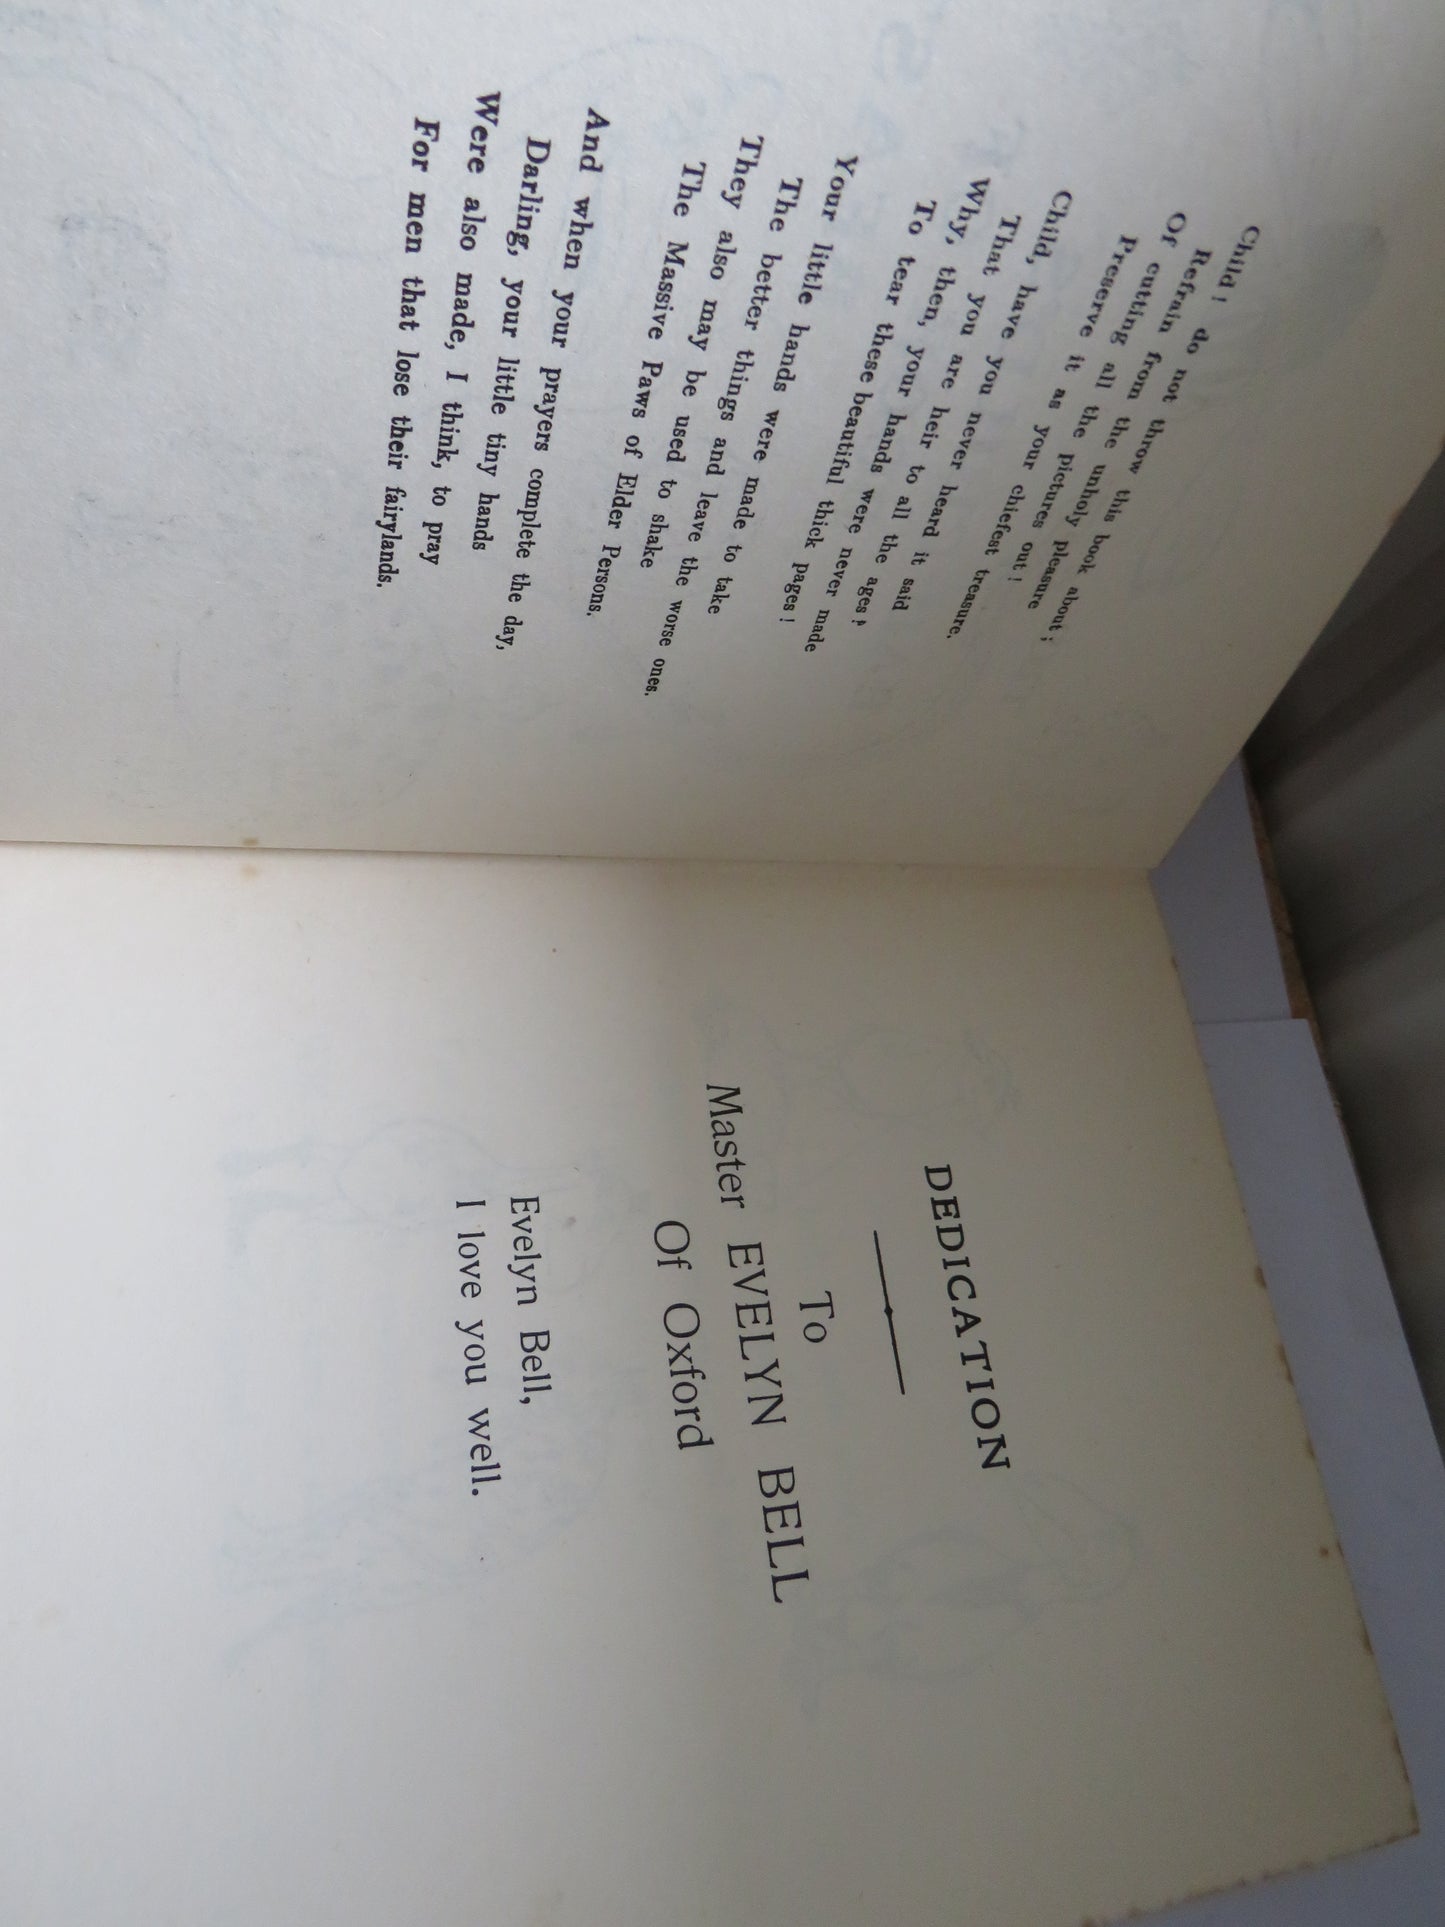 Child! do not throw this book about;
Refrain from the unholy pleasure
Of cutting all the pictures out!
Preserve it as your chiefest treasure.
Child, have you never heard it said
That you are heir to all the ages?
Why, then, your hands were never made
To tear these beautiful thick pages!
Your little hands were made to take
The better things and leave the worse ones.
They also may be used to shake
The Massive Paws of Elder Persons.
And when your prayers complete the day,
Darling, your little tiny hands
Were also made, I think, to pray
For men that lose their fairylands.
DEDICATION
To
Master EVELYN BELL
Of Oxford
Evelyn Bell,
I love you well.